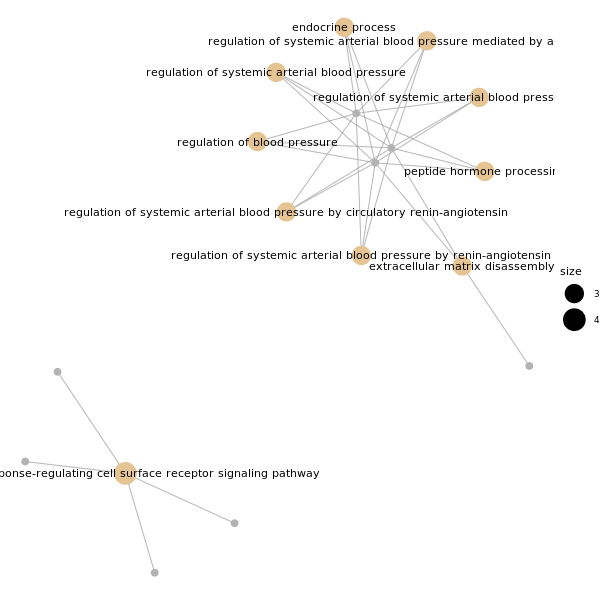 endocrine process
regulation of systemic arterial blood pressure mediated by a
regulation of systemic arterial blood pressure
regulation of systemic arterial blood press
regulation of blood pressure
peptide hormone processin
regulation of systemic arterial blood pressure by circulatory renin-angiotensin
regulation of systemic arterial blood pressure by renin-angiotensin
extracellular matrix disassembly
size
3
4
ponse-regulating cell surface receptor signaling pathway